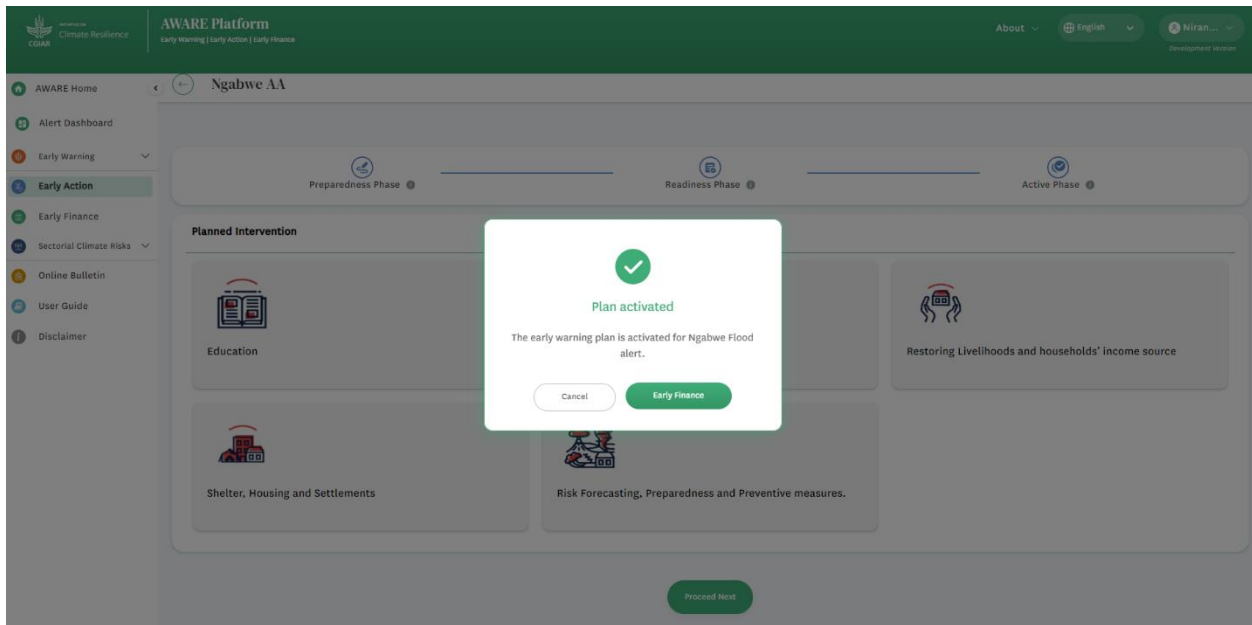 CGIAR
Climate Resilience
AWARE Platform
Early Warning | Early Action | Early Finance
About
English
Niran...
Development Version
AWARE Home
Alert Dashboard
Early Warning
Early Action
Early Finance
Sectorial Climate Risks
Online Bulletin
User Guide
Disclaimer
Ngabwe AA
Preparedness Phase
Readiness Phase
Active Phase
Planned Intervention
Education
Restoring Livelihoods and households' income source
Shelter, Housing and Settlements
Risk Forecasting, Preparedness and Preventive measures.
Plan activated
The early warning plan is activated for Ngabwe Flood
alert.
Cancel
Early Finance
Proceed Next